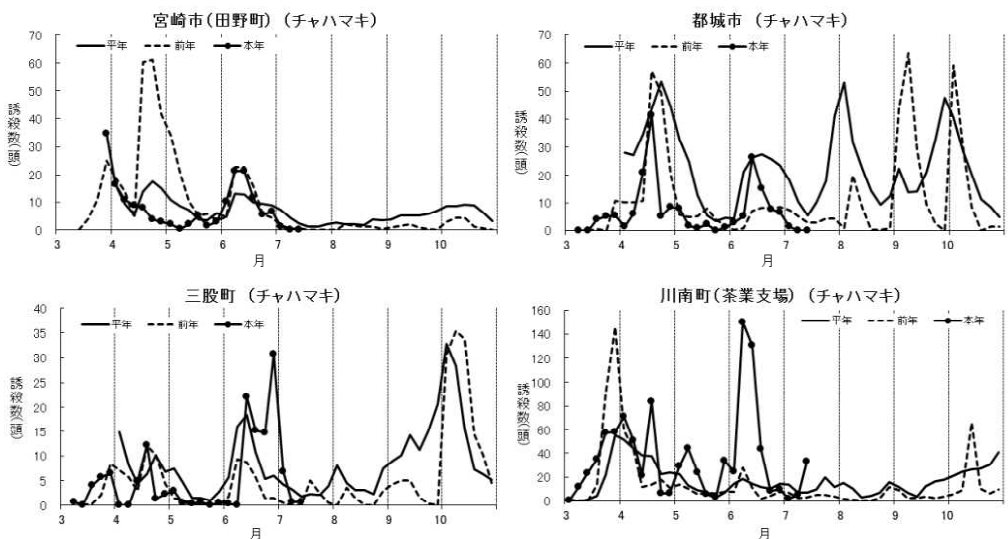 宮崎市(田野町) (チャハマキ)
平年 前年 本年
誘殺数(頭)
70
60
50
40
30
20
10
0
3 4 5 6 7 8 9 10
月
都城市 (チャハマキ)
平年 前年 本年
誘殺数(頭)
70
60
50
40
30
20
10
0
3 4 5 6 7 8 9 10
月
三股町 (チャハマキ)
平年 前年 本年
誘殺数(頭)
40
35
30
25
20
15
10
5
0
3 4 5 6 7 8 9 10
月
川南町(茶業支場) (チャハマキ)
平年 前年 本年
誘殺数(頭)
160
140
120
100
80
60
40
20
0
3 4 5 6 7 8 9 10
月